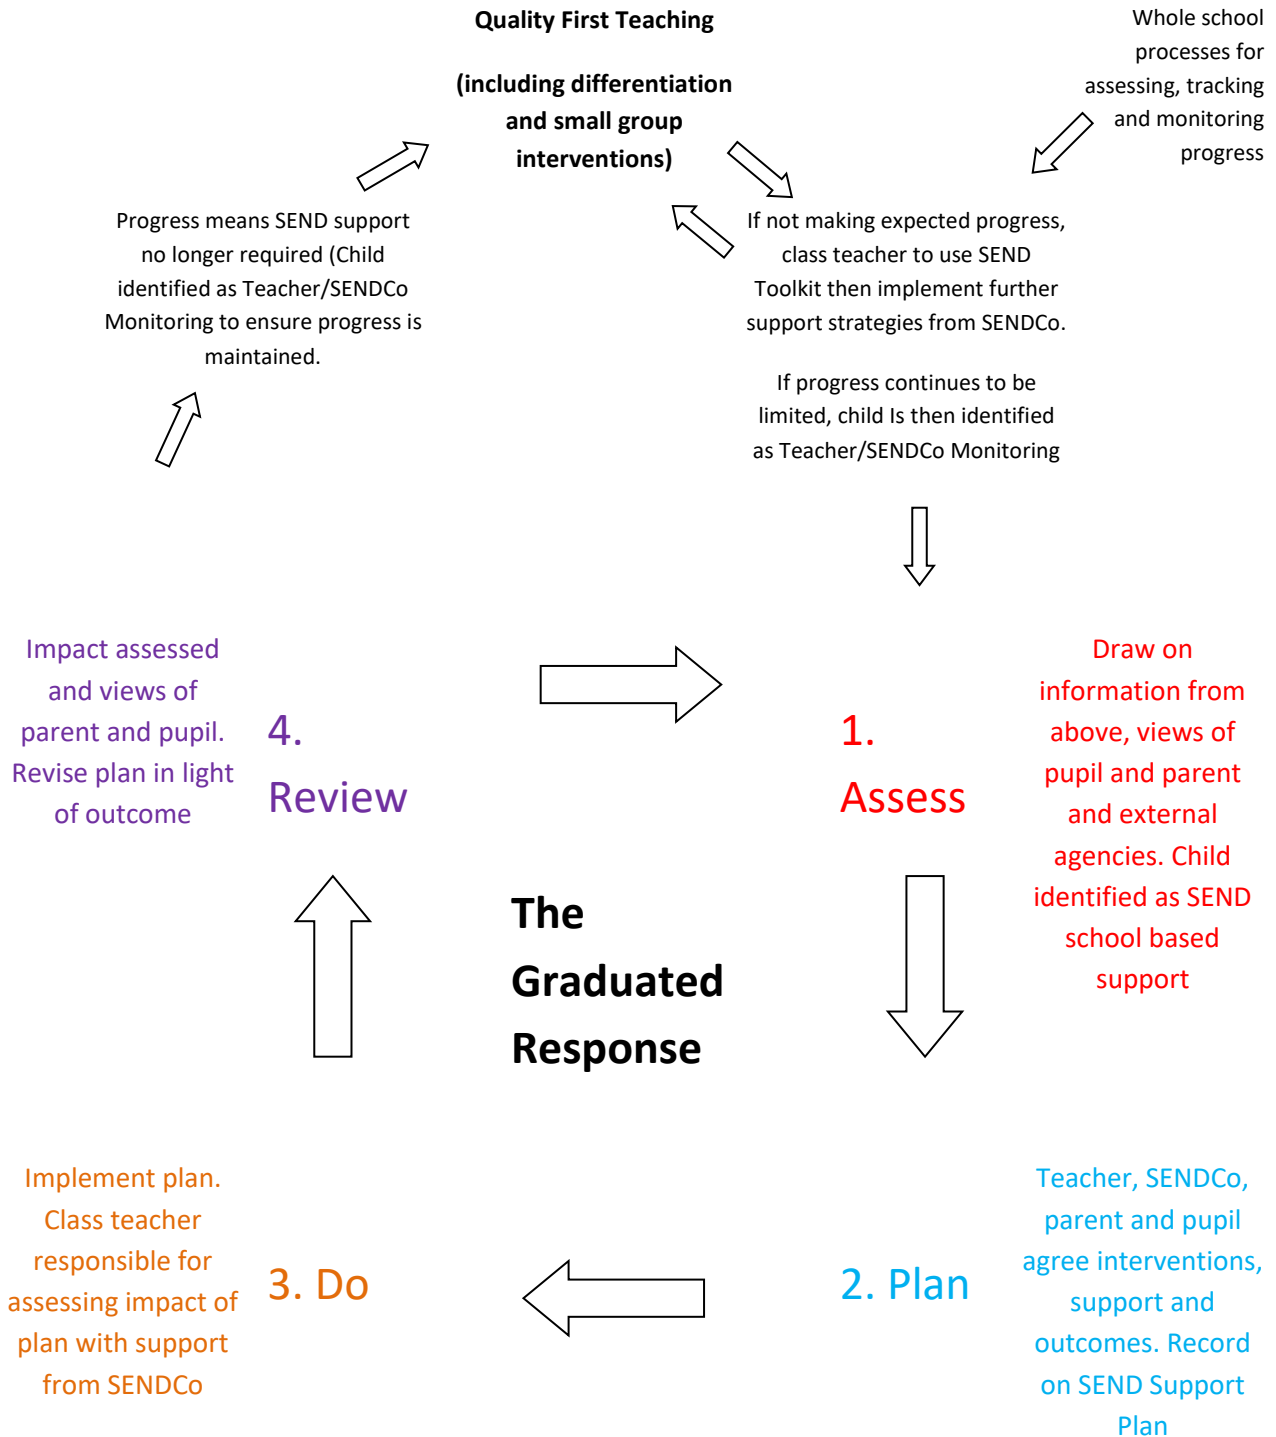 Quality First Teaching
(including differentiation
and small group
interventions)
Whole school
processes for
assessing, tracking
and monitoring
progress
Progress means SEND support
no longer required (Child
identified as Teacher/SENDCo
Monitoring to ensure progress is
maintained.
If not making expected progress,
class teacher to use SEND
Toolkit then implement further
support strategies from SENDCo.
If progress continues to be
limited, child Is then identified
as Teacher/SENDCo Monitoring
Impact assessed
and views of
parent and pupil.
Revise plan in light
of outcome
4.
Review
1.
Assess
Draw on
information from
above, views of
pupil and parent
and external
agencies. Child
identified as SEND
school based
support
The
Graduated
Response
Implement plan.
Class teacher
responsible for
assessing impact of
plan with support
from SENDCo
3. Do
2. Plan
Teacher, SENDCo,
parent and pupil
agree interventions,
support and
outcomes. Record
on SEND Support
Plan